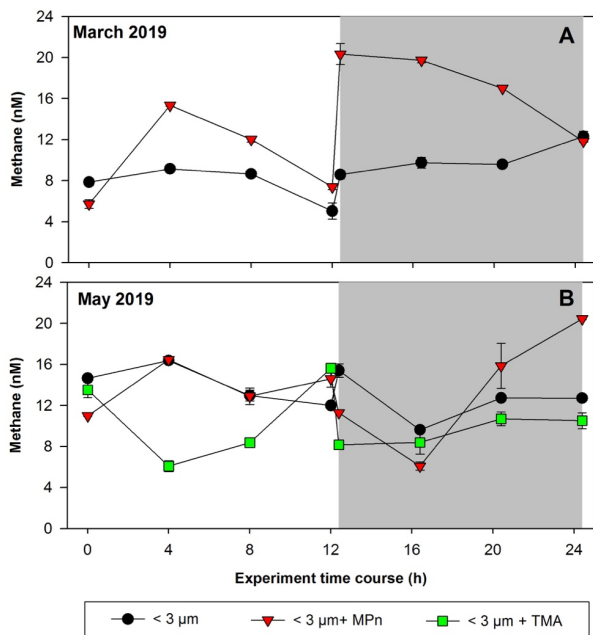 March 2019
A
Methane (nM)
24
20
16
12
8
4
0
May 2019
B
Methane (nM)
24
20
16
12
8
4
0
0 4 8 12 16 20 24
Experiment time course (h)
< 3 µm
< 3 µm+ MPn
< 3 µm + TMA